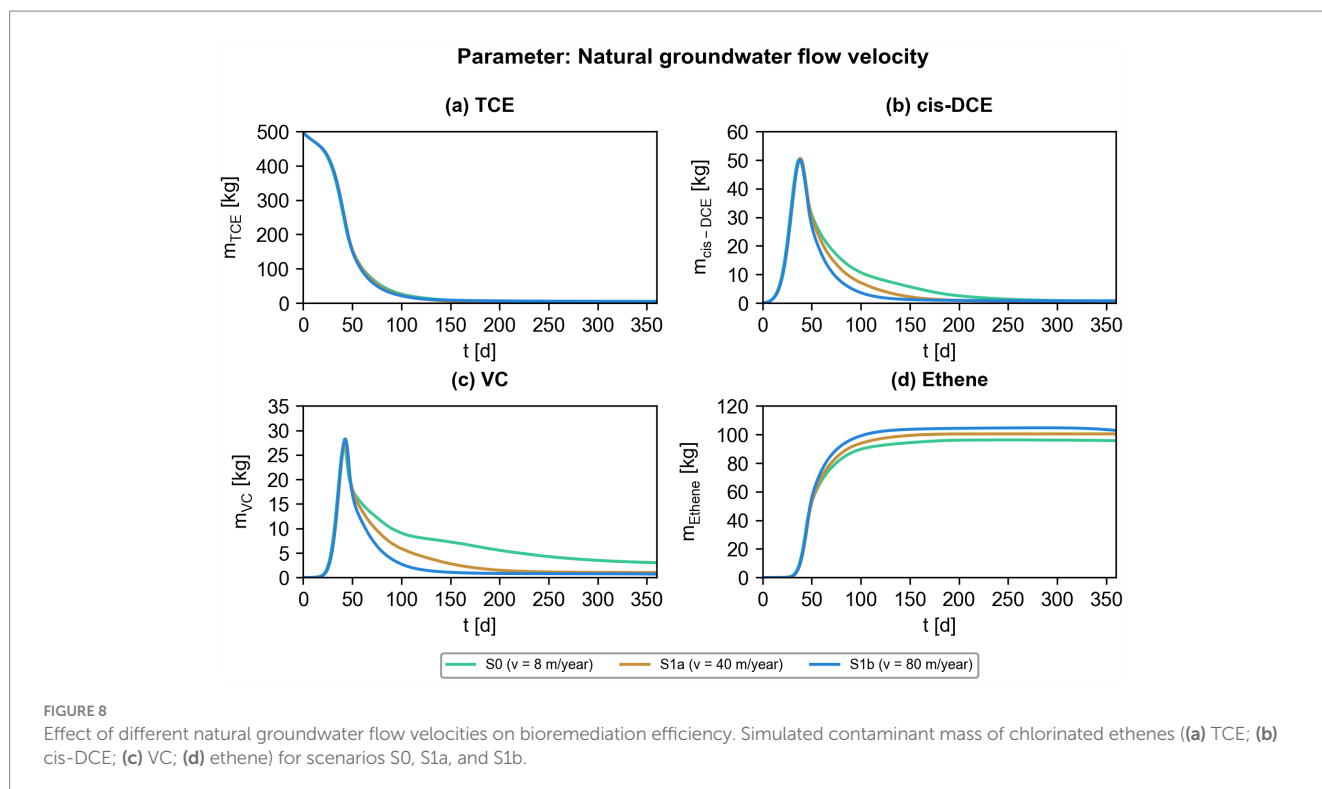 Parameter: Natural groundwater flow velocity
(a) TCE
(b) cis-DCE
500
400
300
200
100
0
m_TCE [kg]
0 50 100 150 200 250 300 350
t [d]
60
50
40
30
20
10
0
m_cis − DCE [kg]
0 50 100 150 200 250 300 350
t [d]
(c) VC
(d) Ethene
35
30
25
20
15
10
5
0
m_VC [kg]
0 50 100 150 200 250 300 350
t [d]
120
100
80
60
40
20
0
m_Ethene [kg]
0 50 100 150 200 250 300 350
t [d]
S0 (v = 8 m/year) S1a (v = 40 m/year) S1b (v = 80 m/year)
FIGURE 8
Effect of different natural groundwater flow velocities on bioremediation efficiency. Simulated contaminant mass of chlorinated ethenes ((a) TCE; (b)
cis-DCE; (c) VC; (d) ethene) for scenarios S0, S1a, and S1b.